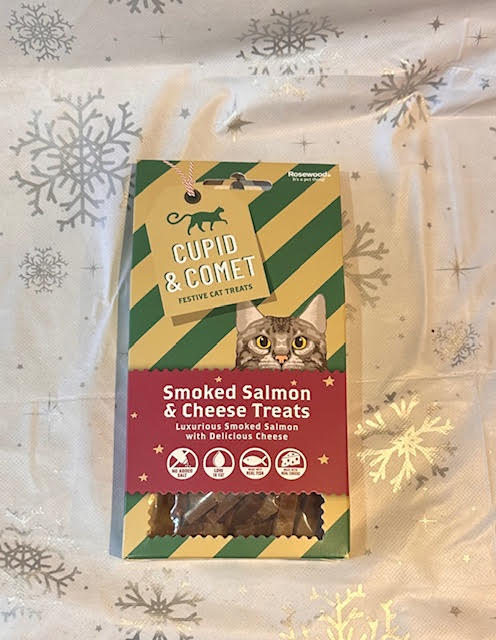 Rosewood
It's a pet thing!
CUPID
& COMET
FESTIVE CAT TREATS
Smoked Salmon
& Cheese Treats
Luxurious Smoked Salmon
with Delicious Cheese
NO ADDED
SALT
LOW
IN FAT
MADE WITH
REAL FISH
MADE WITH
REAL CHEESE